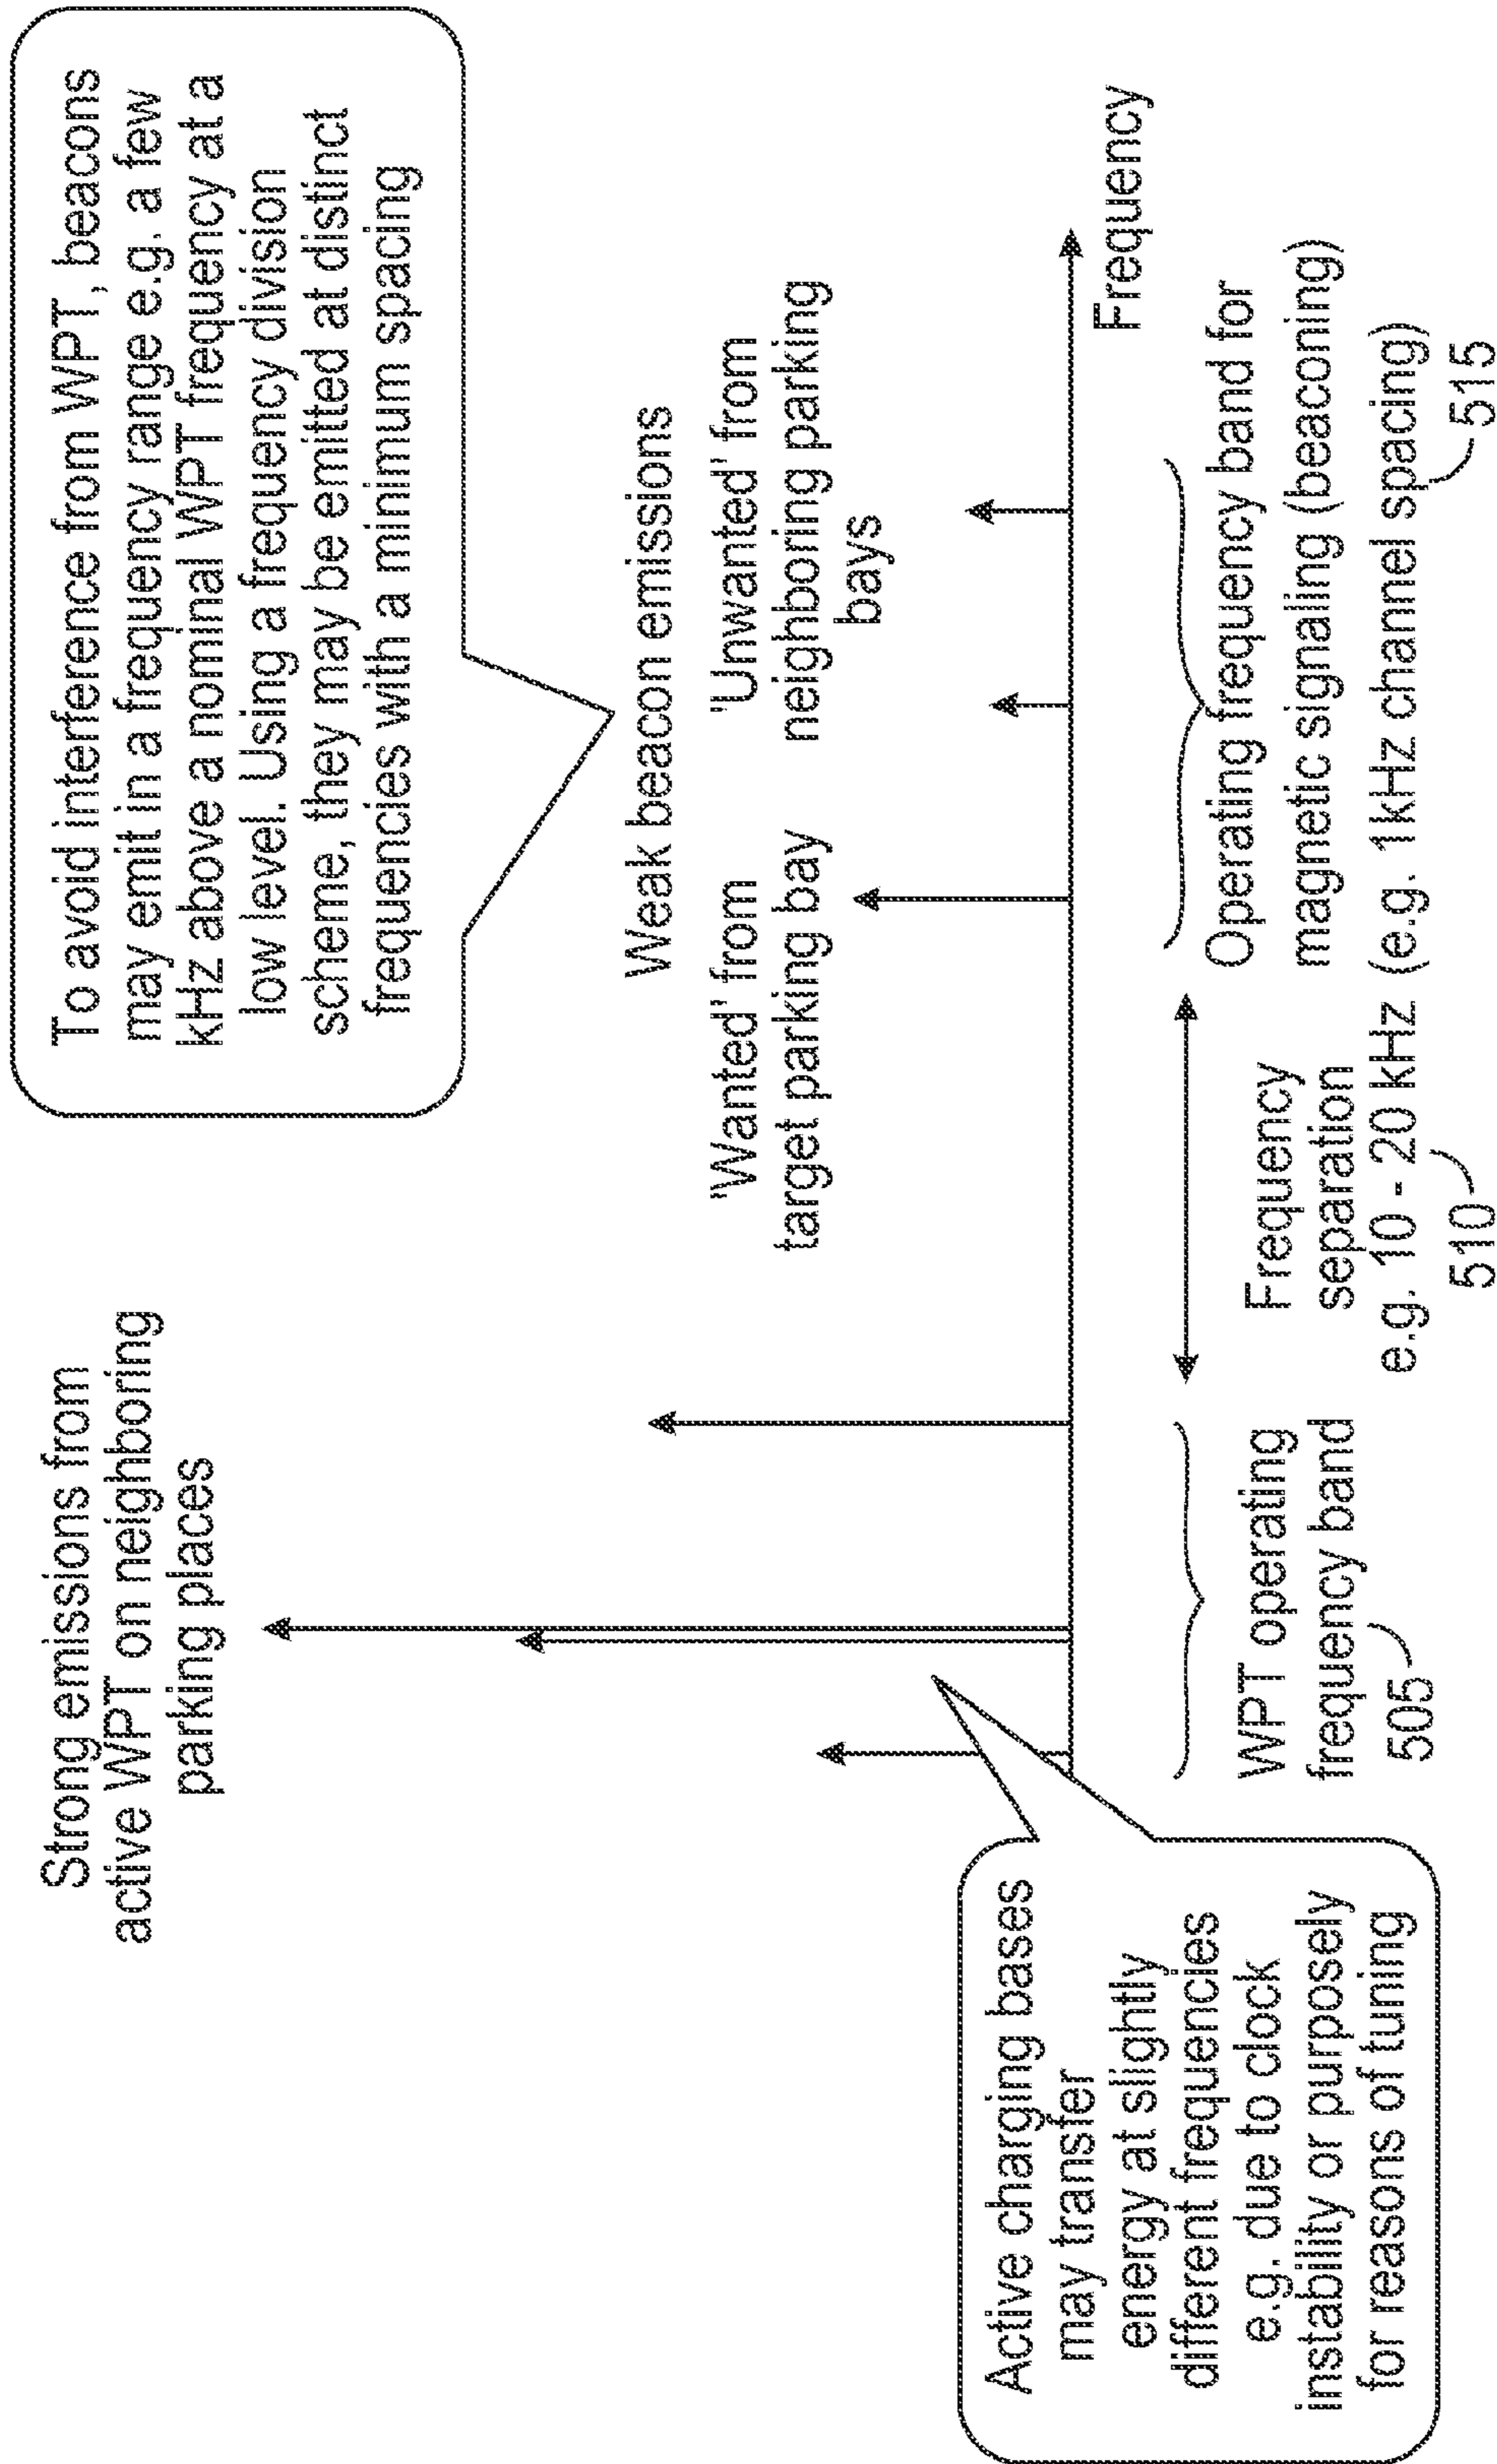 Strong emissions from
active WPT on neighboring
parking places
To avoid interference from WPT, beacons
may emit in a frequency range e.g. a few
kHz above a nominal WPT frequency at a
low level. Using a frequency division
scheme, they may be emitted at distinct
frequencies with a minimum spacing
Weak beacon emissions
'Wanted' from
target parking bay
'Unwanted' from
neighboring parking
bays
Active charging bases
may transfer
energy at slightly
different frequencies
e.g. due to clock
instability or purposely
for reasons of tuning
Frequency
WPT operating
frequency band
505
Frequency
separation
e.g. 10 - 20 kHz
510
Operating frequency band for
magnetic signaling (beaconing)
(e.g. 1kHz channel spacing)
515